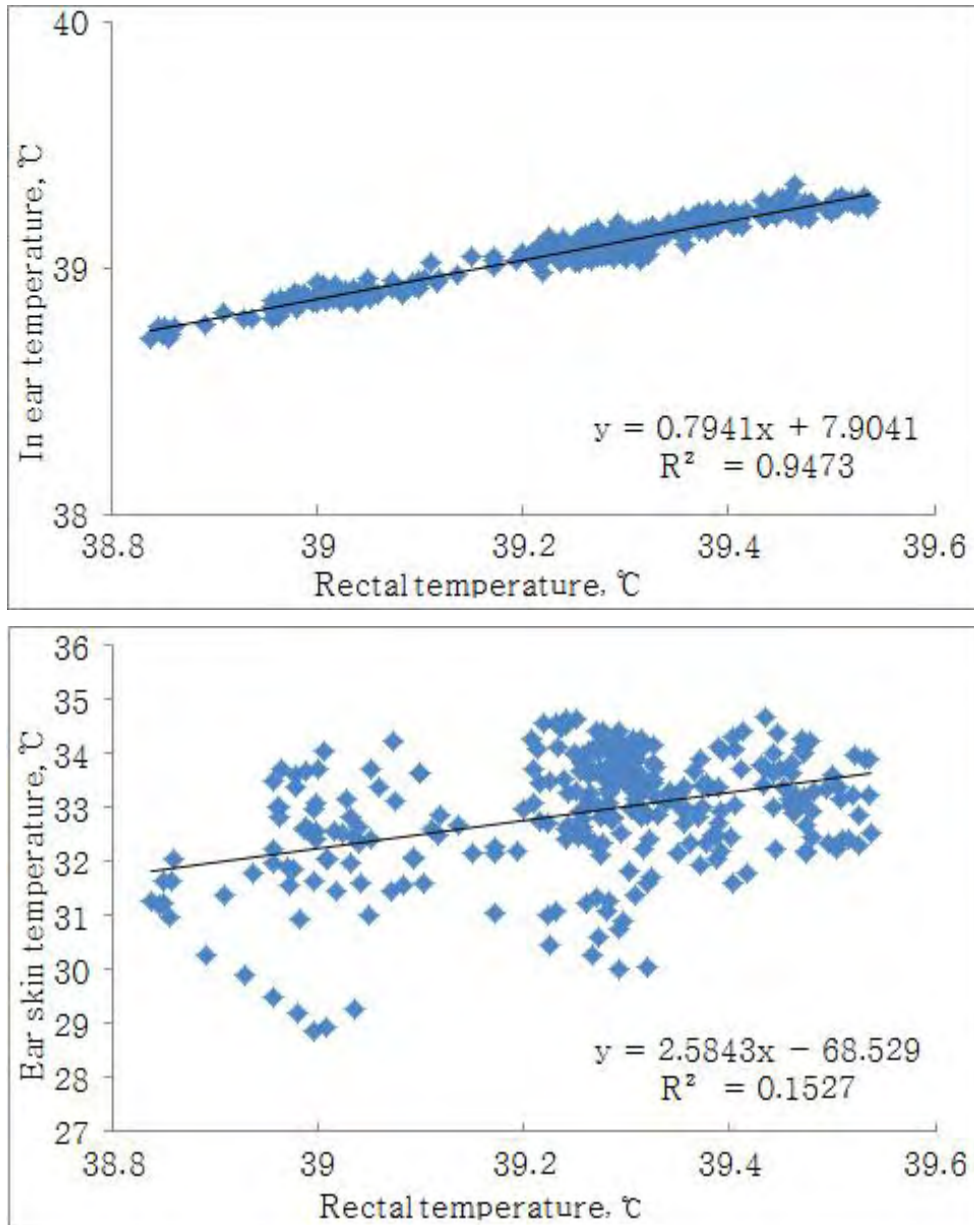 40
39
38
In ear temperature, ℃
y = 0.7941x + 7.9041
R² = 0.9473
38.8 39 39.2 39.4 39.6
Rectal temperature, ℃
36
35
34
33
32
31
30
29
28
27
Ear skin temperature, ℃
y = 2.5843x − 68.529
R² = 0.1527
38.8 39 39.2 39.4 39.6
Rectal temperature, ℃